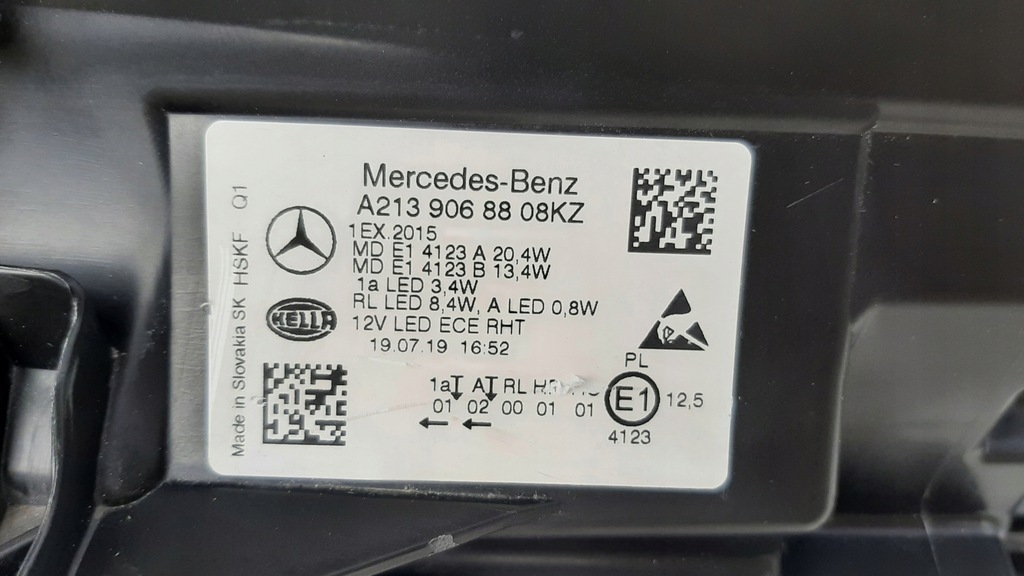 Mercedes-Benz
A213 906 88 08KZ
1EX.2015
MD E1 4123 A 20,4W
MD E1 4123 B 13,4W
1a LED 3,4W
RL LED 8,4W, A LED 0,8W
12V LED ECE RHT
19.07.19 16:52
HELLA
Made in Slovakia SK HSKF Q1
1a A RL
01 02 00 01 01
PL
E1 12,5
4123